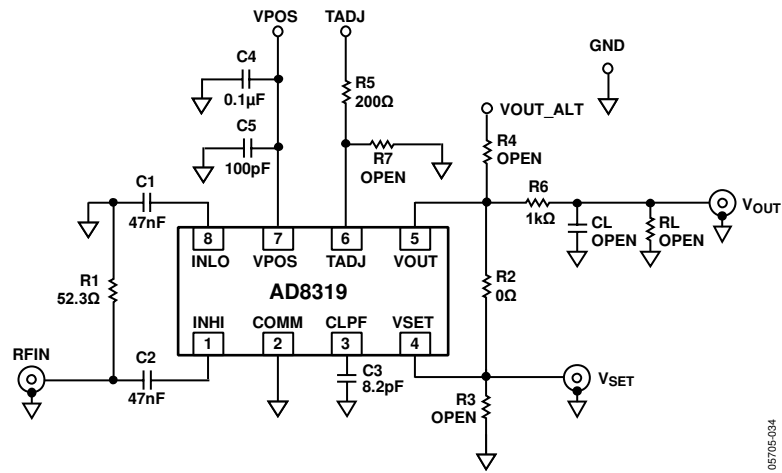 VPOS
TADJ
GND
C4
0.1µF
R5
200Ω
VOUT_ALT
C5
100pF
R7
OPEN
R4
OPEN
C1
47nF
R6
1kΩ
VOUT
CL
OPEN
RL
OPEN
8
7
6
5
INLO
VPOS
TADJ
VOUT
R1
52.3Ω
AD8319
R2
0Ω
INHI
COMM
CLPF
VSET
1
2
3
4
RFIN
C2
47nF
C3
8.2pF
R3
OPEN
VSET
05705-034